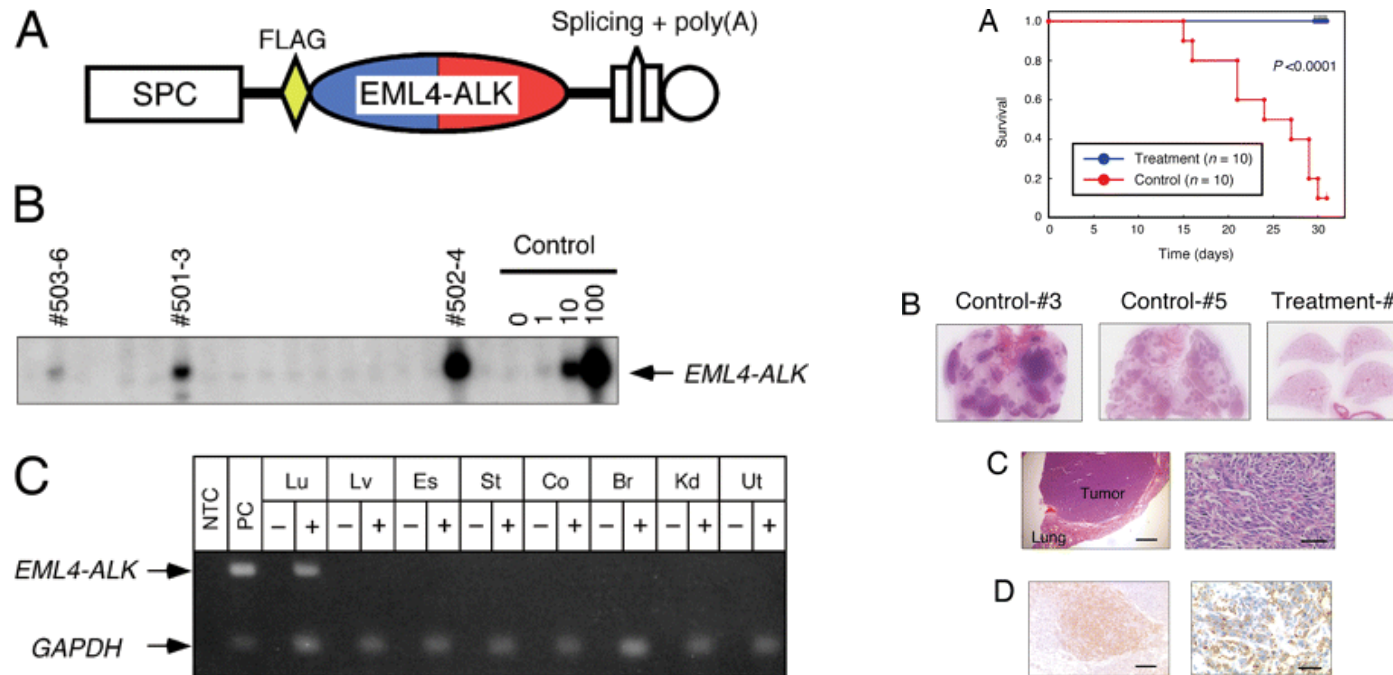 A
SPC
FLAG
EML4-ALK
Splicing + poly(A)
B
#503-6
#501-3
#502-4
Control
0
1
10
100
EML4-ALK
C
NTC
PC
Lu
Lv
Es
St
Co
Br
Kd
Ut
− + − + − + − + − + − + − + − +
EML4-ALK
GAPDH
A
1.0
0.8
0.6
0.4
0.2
0
Survival
P <0.0001
Treatment (n = 10)
Control (n = 10)
0 5 10 15 20 25 30
Time (days)
B
Control-#3
Control-#5
Treatment-#
C
Tumor
Lung
D